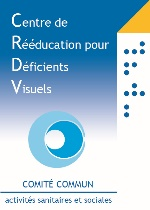 Centre de
Rééducation pour
Déficients
Visuels
COMITÉ COMMUN
activités sanitaires et sociales